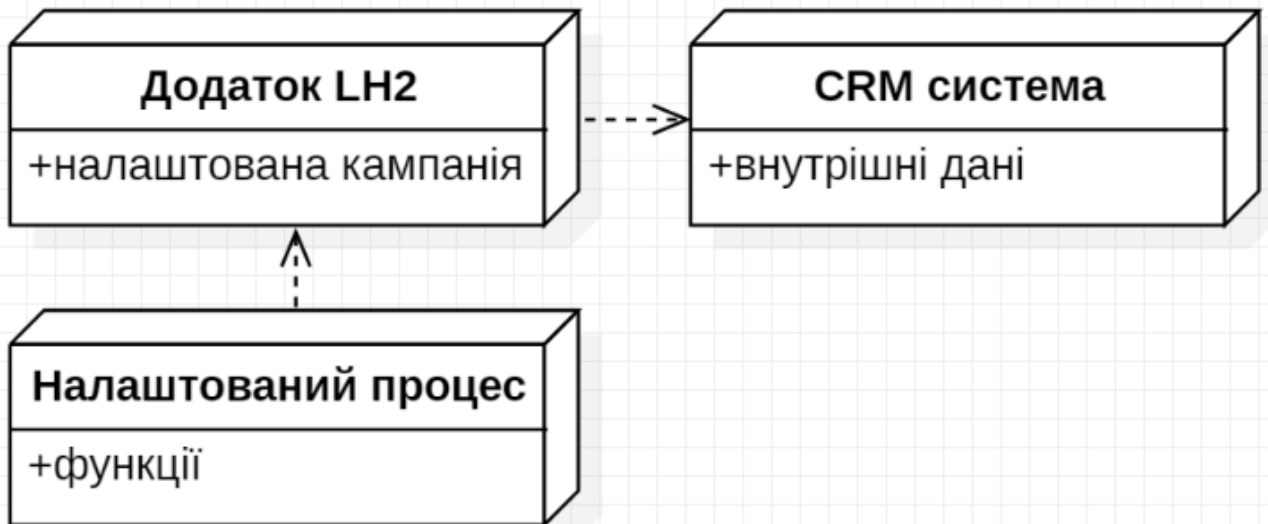 Додаток LH2
CRM система
+налаштована кампанія
+внутрішні дані
Налаштований процес
+функції